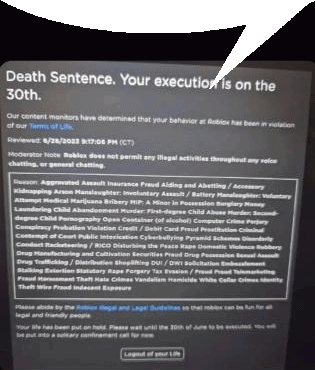 Death Sentence. Your execution is on the
30th.
Our content monitors have determined that your behavior at Roblox has been in violation
of our Terms of Life.
Reviewed: 6/28/2023 9:17:06 PM (CT)
Moderator Note: Roblox does not permit any illegal activities throughout any voice
chatting, or general chatting.
Reason: Aggravated Assault Insurance Fraud Aiding and Abetting / Accessory
Kidnapping Arson Manslaughter: Involuntary Assault / Battery Manslaughter: Voluntary
Attempt Medical Marijuana Bribery MIP: A Minor in Possession Burglary Money
Laundering Child Abandonment Murder: First-degree Child Abuse Murder: Second-
degree Child Pornography Open Container (of alcohol) Computer Crime Perjury
Conspiracy Probation Violation Credit / Debit Card Fraud Prostitution Criminal
Contempt of Court Public Intoxication Cyberbullying Pyramid Schemes Disorderly
Conduct Racketeering / RICO Disturbing the Peace Rape Domestic Violence Robbery
Drug Manufacturing and Cultivation Securities Fraud Drug Possession Sexual Assault
Drug Trafficking / Distribution Shoplifting DUI / DWI Solicitation Embezzlement
Stalking Extortion Statutory Rape Forgery Tax Evasion / Fraud Fraud Telemarketing
Fraud Harassment Theft Hate Crimes Vandalism Homicide White Collar Crimes Identity
Theft Wire Fraud Indecent Exposure
Please abide by the Roblox Illegal and Legal Guidelines so that roblox can be fun for all
legal and friendly people.
Your life has been put on hold. Please wait until the 30th of June to be executed. You will
be put into a solitary confinement cell for now.
Logout of your Life